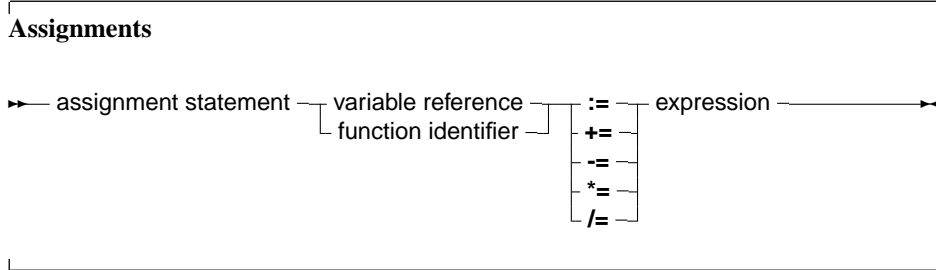 Assignments
assignment statement variable reference := expression
function identifier +=
-=
*=
/=